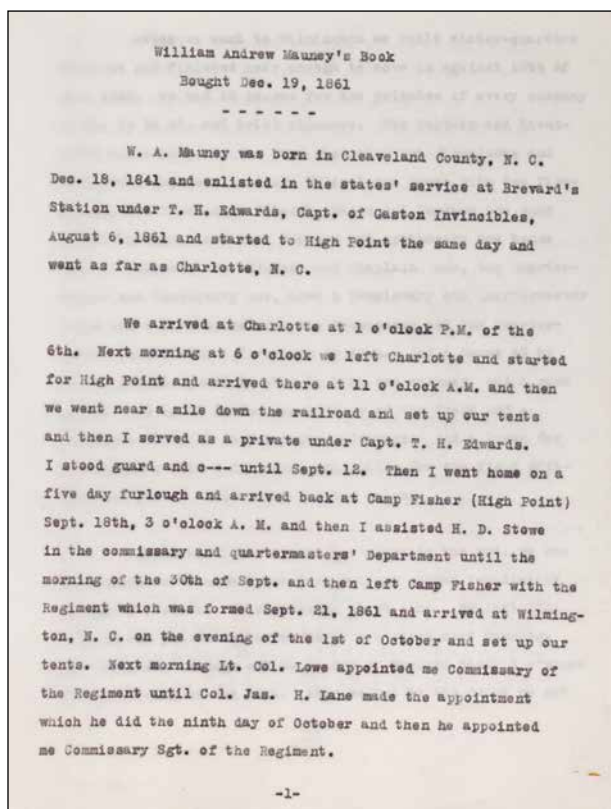 William Andrew Mauney's Book
Bought Dec. 19, 1861
- - - - - -
W. A. Mauney was born in Cleaveland County, N. C.
Dec. 18, 1841 and enlisted in the states' service at Brevard's
Station under T. H. Edwards, Capt. of Gaston Invincibles,
August 6, 1861 and started to High Point the same day and
went as far as Charlotte, N. C.
We arrived at Charlotte at 1 o'clock P.M. of the
6th. Next morning at 6 o'clock we left Charlotte and started
for High Point and arrived there at 11 o'clock A.M. and then
we went near a mile down the railroad and set up our tents
and then I served as a private under Capt. T. H. Edwards.
I stood guard and c--- until Sept. 12. Then I went home on a
five day furlough and arrived back at Camp Fisher (High Point)
Sept. 18th, 3 o'clock A. M. and then I assisted H. D. Stowe
in the commissary and quartermasters' Department until the
morning of the 30th of Sept. and then left Camp Fisher with the
Regiment which was formed Sept. 21, 1861 and arrived at Wilming-
ton, N. C. on the evening of the 1st of October and set up our
tents. Next morning Lt. Col. Lowe appointed me Commissary of
the Regiment until Col. Jas. H. Lane made the appointment
which he did the ninth day of October and then he appointed
me Commissary Sgt. of the Regiment.
-1-